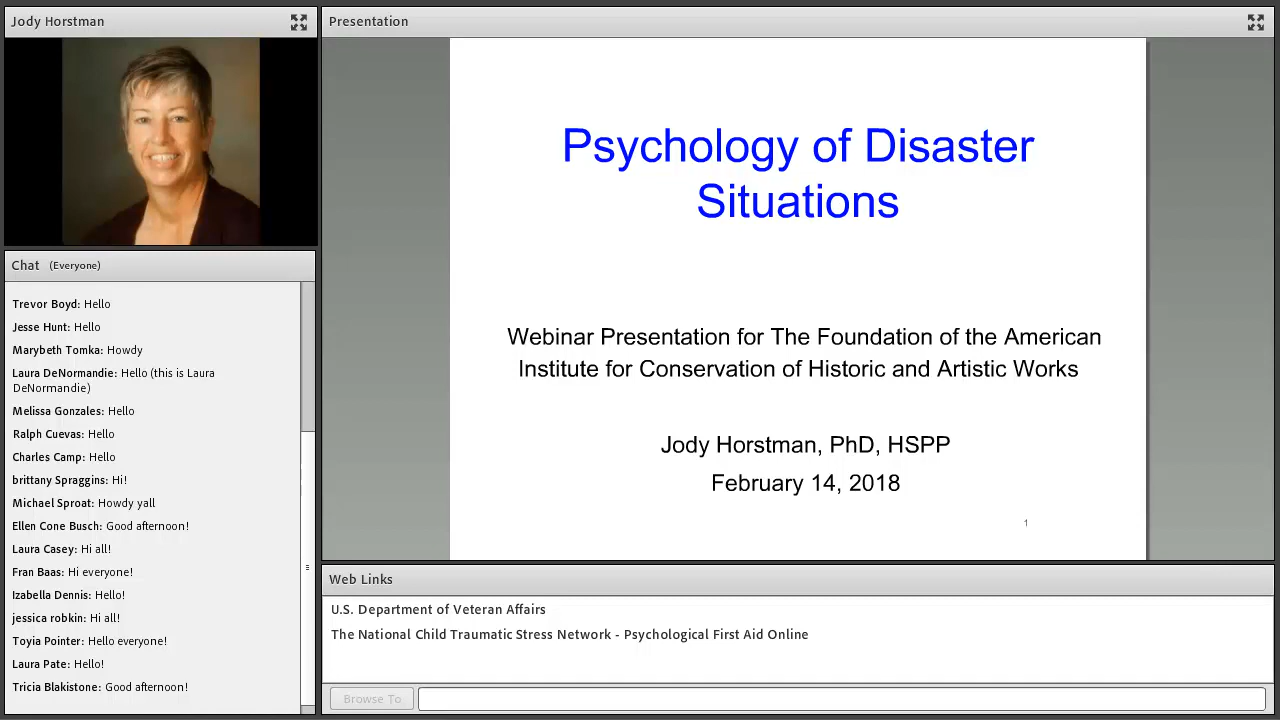 Jody Horstman
Chat (Everyone)
Trevor Boyd: Hello
Jesse Hunt: Hello
Marybeth Tomka: Howdy
Laura DeNormandie: Hello (this is Laura
DeNormandie)
Melissa Gonzales: Hello
Ralph Cuevas: Hello
Charles Camp: Hello
brittany Spraggins: Hi!
Michael Sproat: Howdy yall
Ellen Cone Busch: Good afternoon!
Laura Casey: Hi all!
Fran Baas: Hi everyone!
Izabella Dennis: Hello!
jessica robkin: Hi all!
Toyia Pointer: Hello everyone!
Laura Pate: Hello!
Tricia Blakistone: Good afternoon!
Presentation
Psychology of Disaster
Situations
Webinar Presentation for The Foundation of the American
Institute for Conservation of Historic and Artistic Works
Jody Horstman, PhD, HSPP
February 14, 2018
1
Web Links
U.S. Department of Veteran Affairs
The National Child Traumatic Stress Network - Psychological First Aid Online
Browse To